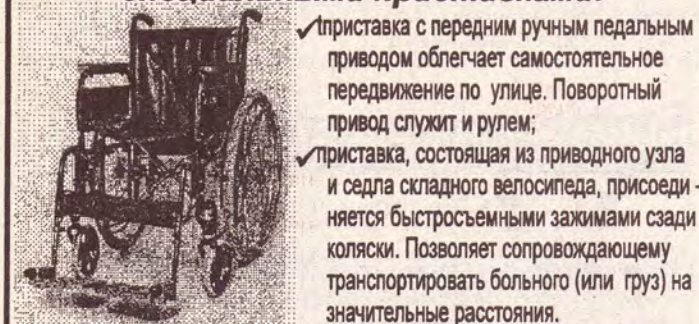 приставка с передним ручным педальным
приводом облегчает самостоятельное
передвижение по улице. Поворотный
привод служит и рулем;
приставка, состоящая из приводного узла
и седла складного велосипеда, присоеди -
няется быстросъемными зажимами сзади
коляски. Позволяет сопровождающему
транспортировать больного (или груз) на
значительные расстояния.